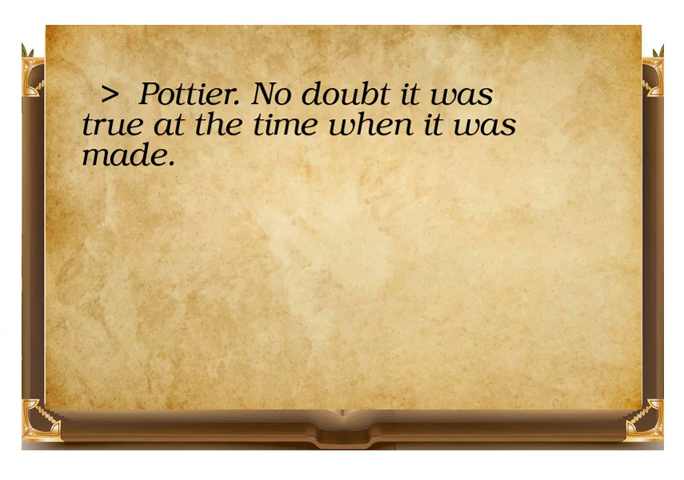 > Pottier. No doubt it was
true at the time when it was
made.